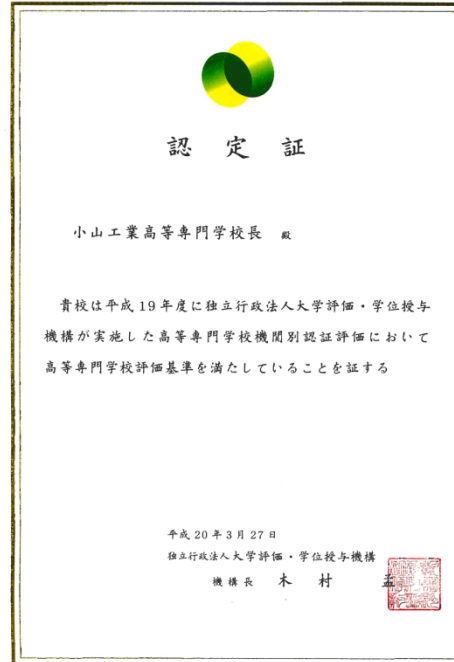 認定証
小山工業高等専門学校長 殿
貴校は平成19年度に独立行政法人大学評価・学位授与
機構が実施した高等専門学校機関別認証評価において
高等専門学校評価基準を満たしていることを証する
平成20年3月27日
独立行政法人大学評価・学位授与機構
機構長 木村 孟